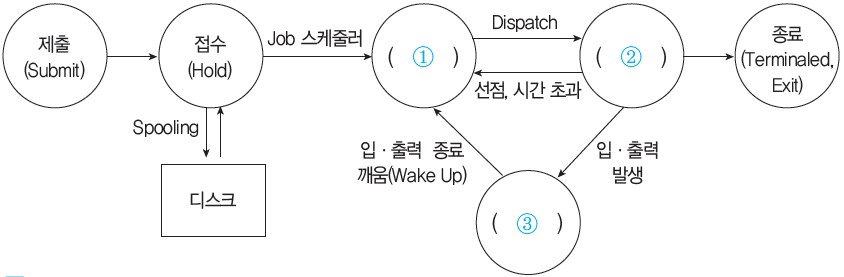 제출
(Submit)
접수
(Hold)
Job 스케줄러
( ① )
Dispatch
선점, 시간 초과
( ② )
종료
(Terminaled,
Exit)
Spooling
디스크
입 · 출력 종료
깨움(Wake Up)
입 · 출력
발생
( ③ )